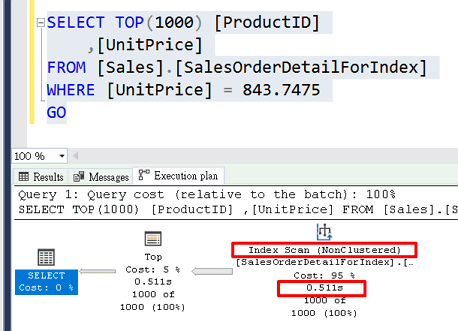 SELECT TOP(1000) [ProductID]
,[UnitPrice]
FROM [Sales].[SalesOrderDetailForIndex]
WHERE [UnitPrice] = 843.7475
GO
100 %
Results Messages Execution plan
Query 1: Query cost (relative to the batch): 100%
SELECT TOP(1000) [ProductID] ,[UnitPrice] FROM [Sales].[S
SELECT
Cost: 0 %
Top
Cost: 5 %
0.511s
1000 of
1000 (100%)
Index Scan (NonClustered)
[SalesOrderDetailForIndex].[…
Cost: 95 %
0.511s
1000 of
1000 (100%)